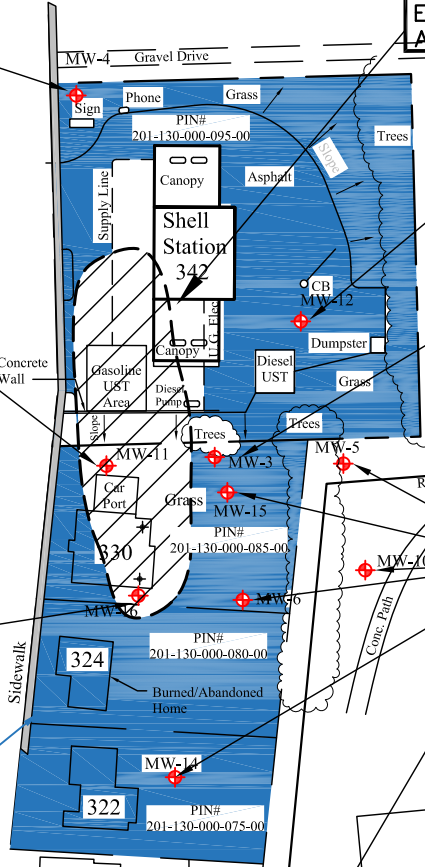 E
A
MW-4
Gravel Drive
Phone
Grass
Sign
PIN#
201-130-000-095-00
Trees
Slope
Canopy
Asphalt
Supply Line
Shell
Station
342
CB
MW-12
U.G. Elec
Dumpster
Canopy
Concrete
Wall
Gasoline
UST
Area
Diesel
Pump
Diesel
UST
Grass
Slope
Trees
Trees
MW-11
MW-3
MW-5
Car
Port
Grass
MW-15
R
PIN#
201-130-000-085-00
330
MW-10
MW-16
MW-6
Conc. Path
PIN#
201-130-000-080-00
324
Sidewalk
Burned/Abandoned
Home
MW-14
322
PIN#
201-130-000-075-00